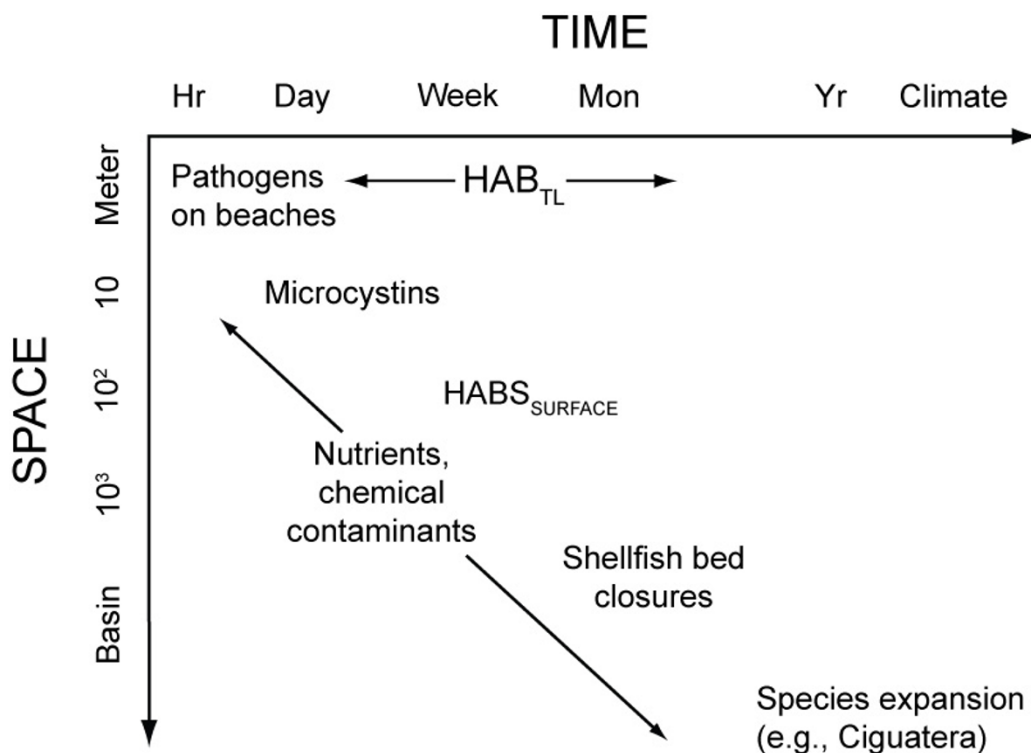 TIME
Hr Day Week Mon Yr Climate
SPACE
Meter
10
10²
10³
Basin
Pathogens
on beaches
HAB_TL
Microcystins
HABS_SURFACE
Nutrients,
chemical
contaminants
Shellfish bed
closures
Species expansion
(e.g., Ciguatera)